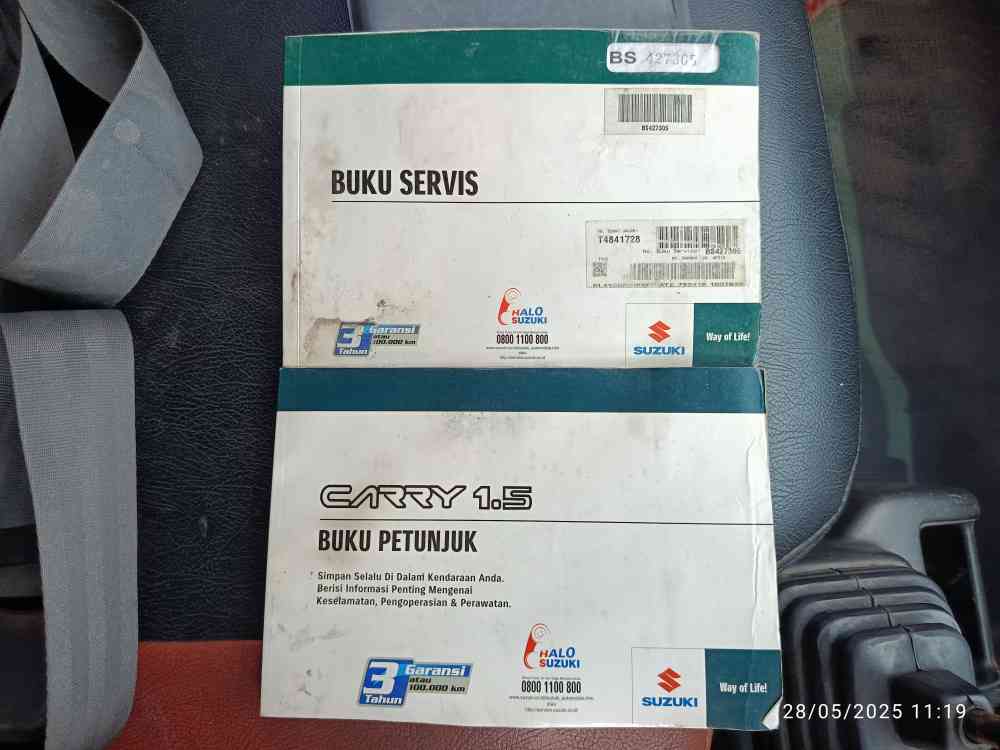 BS 427305
BS427305
BUKU SERVIS
T4841728
No. Buku Service: BS427305
3 Tahun
Garansi
atau
100.000 km
HALO
SUZUKI
0800 1100 800
SUZUKI
Way of Life!
CARRY 1.5
BUKU PETUNJUK
Simpan Selalu Di Dalam Kendaraan Anda.
Berisi Informasi Penting Mengenai
Keselamatan, Pengoperasian & Perawatan.
3 Tahun
Garansi
atau
100.000 km
HALO
SUZUKI
0800 1100 800
SUZUKI
Way of Life!
28/05/2025 11:19